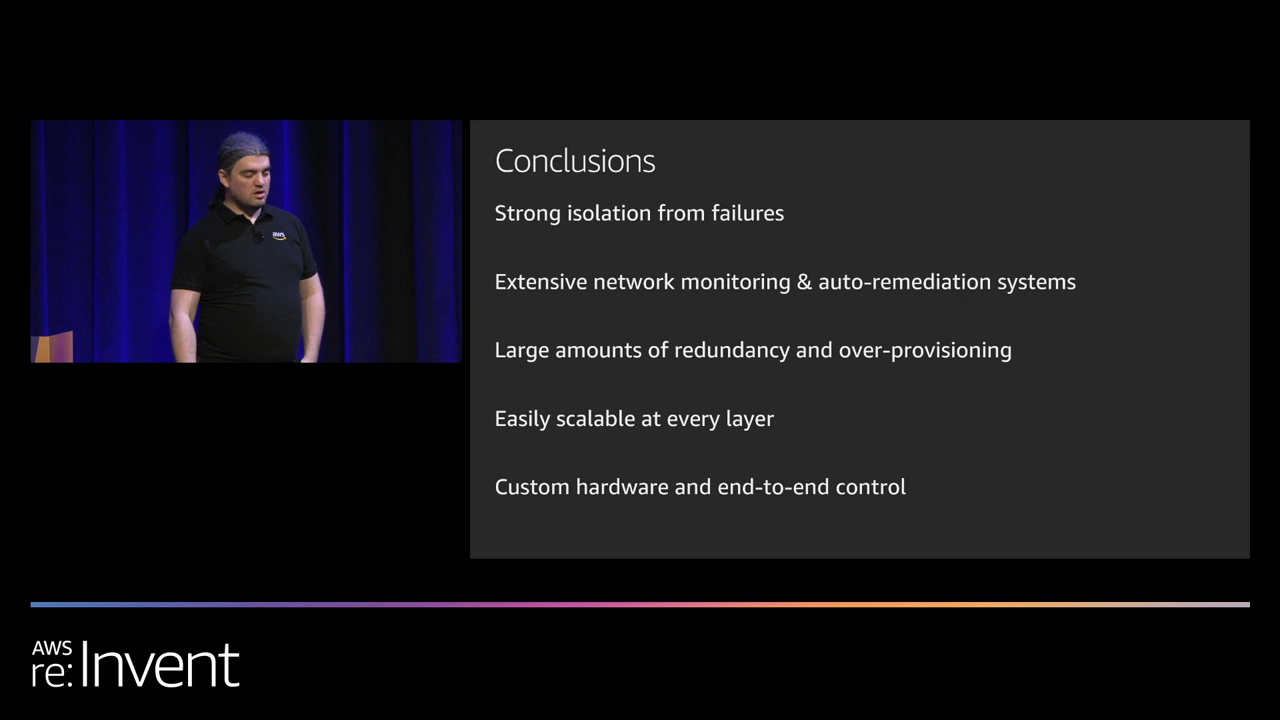 aws
Conclusions
Strong isolation from failures
Extensive network monitoring & auto-remediation systems
Large amounts of redundancy and over-provisioning
Easily scalable at every layer
Custom hardware and end-to-end control
AWS
re:Invent